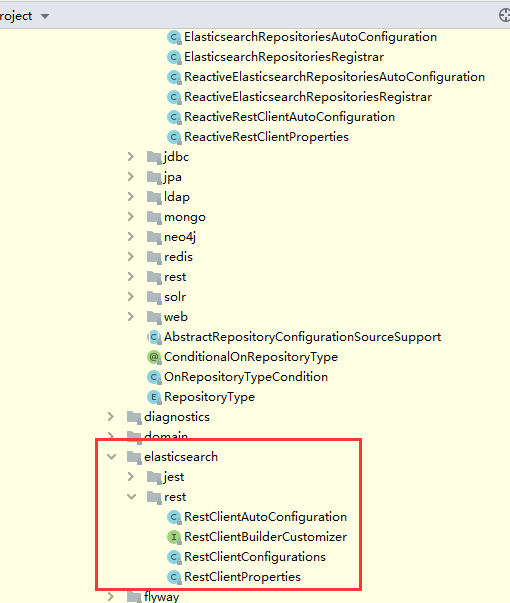 roject
ElasticsearchRepositoriesAutoConfiguration
ElasticsearchRepositoriesRegistrar
ReactiveElasticsearchRepositoriesAutoConfiguration
ReactiveElasticsearchRepositoriesRegistrar
ReactiveRestClientAutoConfiguration
ReactiveRestClientProperties
jdbc
jpa
ldap
mongo
neo4j
redis
rest
solr
web
AbstractRepositoryConfigurationSourceSupport
@ ConditionalOnRepositoryType
C OnRepositoryTypeCondition
E RepositoryType
diagnostics
domain
elasticsearch
jest
rest
C RestClientAutoConfiguration
I RestClientBuilderCustomizer
C RestClientConfigurations
C RestClientProperties
flyway